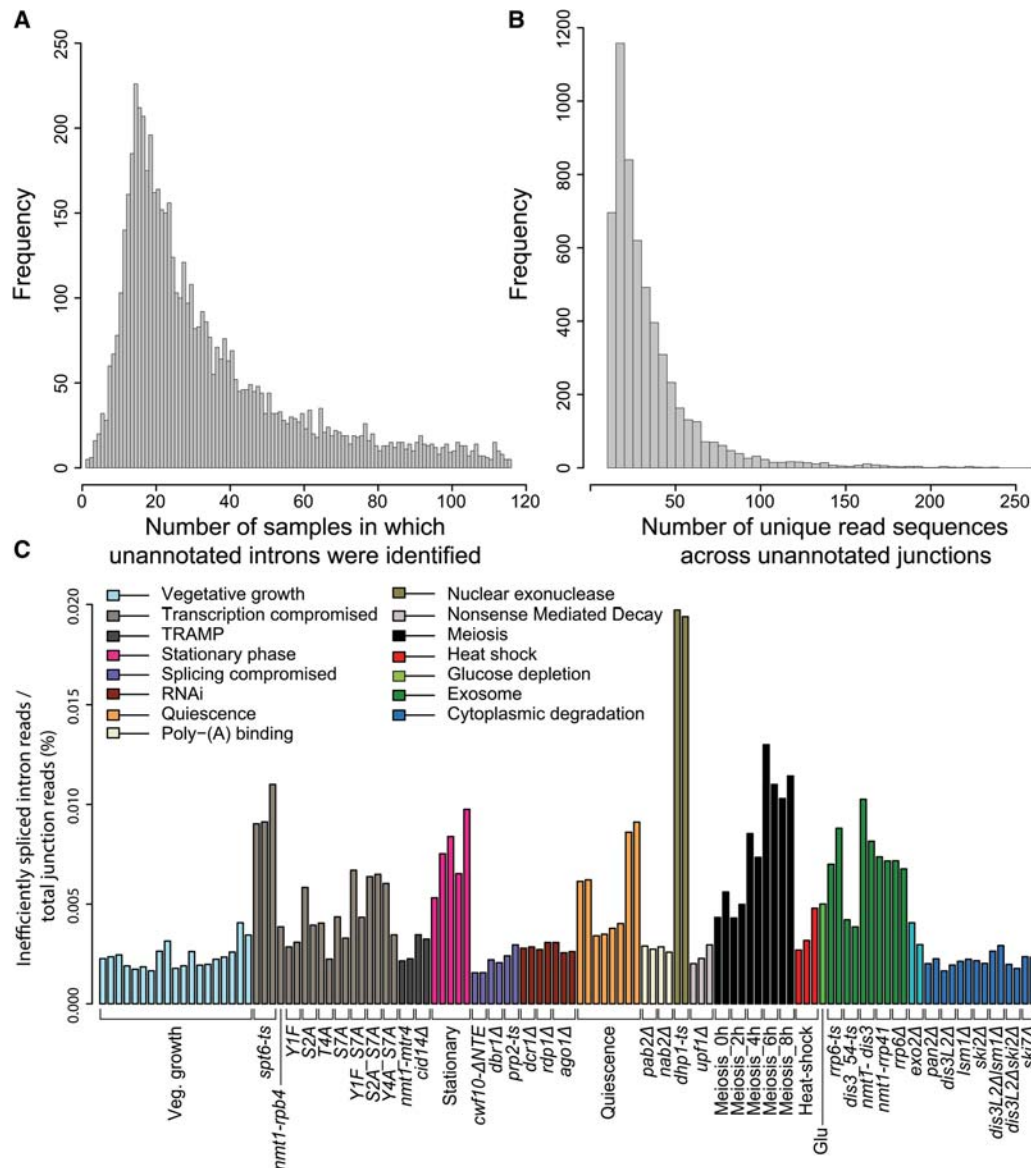 A
250
200
150
100
50
0
Frequency
0 20 40 60 80 100 120
Number of samples in which
unannotated introns were identified
B
1200
1000
800
600
400
200
0
Frequency
50 100 150 200 250
Number of unique read sequences
across unannotated junctions
C
Vegetative growth
Transcription compromised
TRAMP
Stationary phase
Splicing compromised
RNAi
Quiescence
Poly-(A) binding
Nuclear exonuclease
Nonsense Mediated Decay
Meiosis
Heat shock
Glucose depletion
Exosome
Cytoplasmic degradation
Inefficiently spliced intron reads /
total junction reads (%)
0.020
0.015
0.010
0.005
0.000
Veg. growth
spt6-ts
nmt1-rpb4
Y1F
S2A
T4A
S7A
Y1F_S7A
S2A_S7A
Y4A_S7A
nmt1-mtr4
cid14Δ
Stationary
cwf10-ΔNTE
dbr1Δ
prp2-ts
dcr1Δ
rdp1Δ
ago1Δ
Quiescence
pab2Δ
nab2Δ
dhp1-ts
upf1Δ
Meiosis_0h
Meiosis_2h
Meiosis_4h
Meiosis_6h
Meiosis_8h
Heat-shock
Glu
rrp6-ts
dis3_54-ts
nmt1- dis3
nmt1-rrp41
rrp6Δ
exo2Δ
pan2Δ
dis3L2Δ
lsm1Δ
ski2Δ
dis3L2Δlsm1Δ
dis3L2Δski2Δ
ski7Δ